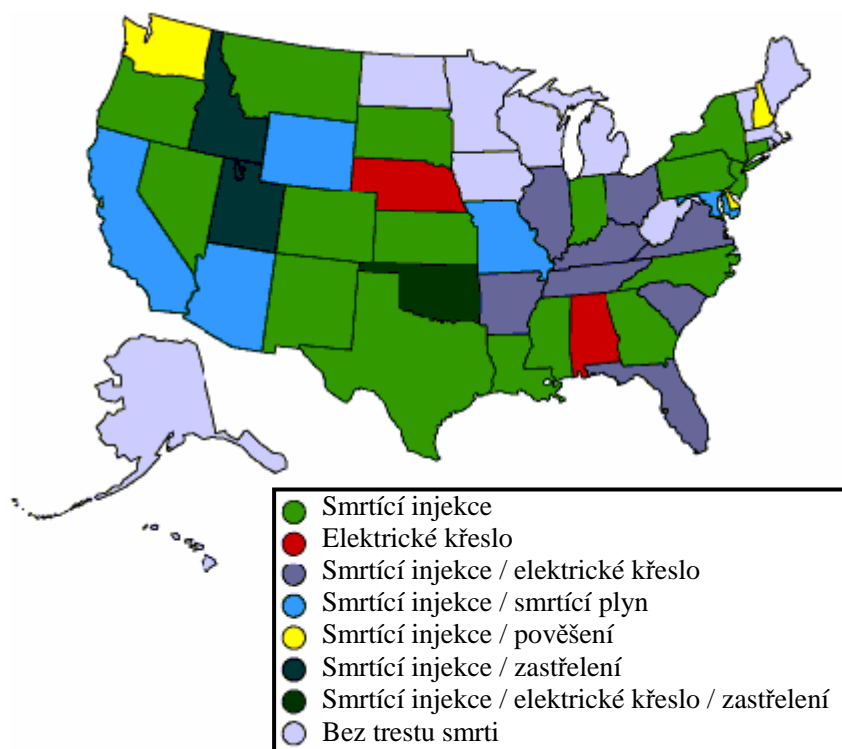 Smrtící injekce
Elektrické křeslo
Smrtící injekce / elektrické křeslo
Smrtící injekce / smrtící plyn
Smrtící injekce / pověšení
Smrtící injekce / zastřelení
Smrtící injekce / elektrické křeslo / zastřelení
Bez trestu smrti